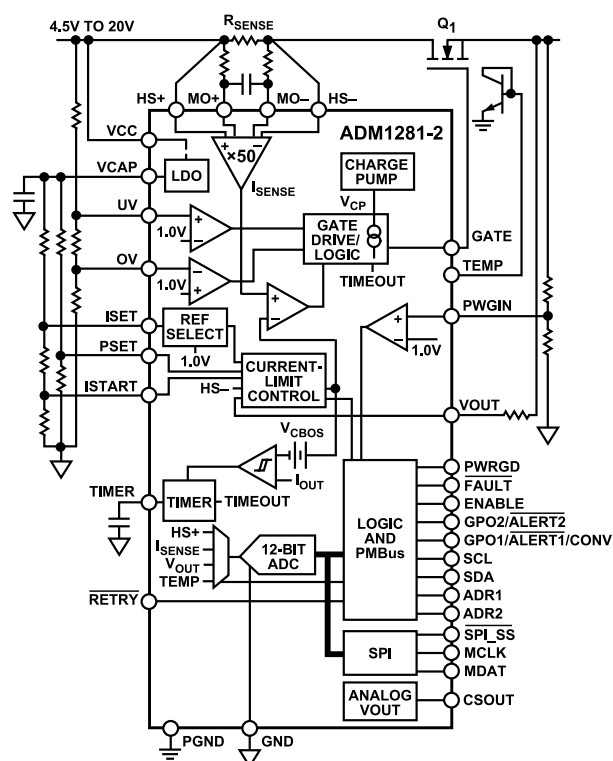 4.5V TO 20V
RSENSE
Q1
HS+
MO+
MO–
HS–
ADM1281-2
VCC
VCAP
LDO
+
–
×50
ISENSE
CHARGE
PUMP
VCP
UV
1.0V
+
–
GATE
DRIVE/
LOGIC
GATE
TIMEOUT
TEMP
OV
1.0V
–
+
+
–
ISET
REF
SELECT
1.0V
PWGIN
+
–
1.0V
PSET
ISTART
HS–
CURRENT-
LIMIT
CONTROL
VOUT
VCBOS
IOUT
TIMER
TIMER
TIMEOUT
LOGIC
AND
PMBus
PWRGD
FAULT
ENABLE
GPO2/ALERT2
GPO1/ALERT1/CONV
SCL
SDA
ADR1
ADR2
HS+
ISENSE
VOUT
TEMP
12-BIT
ADC
RETRY
SPI
SPI_SS
MCLK
MDAT
ANALOG
VOUT
CSOUT
PGND
GND